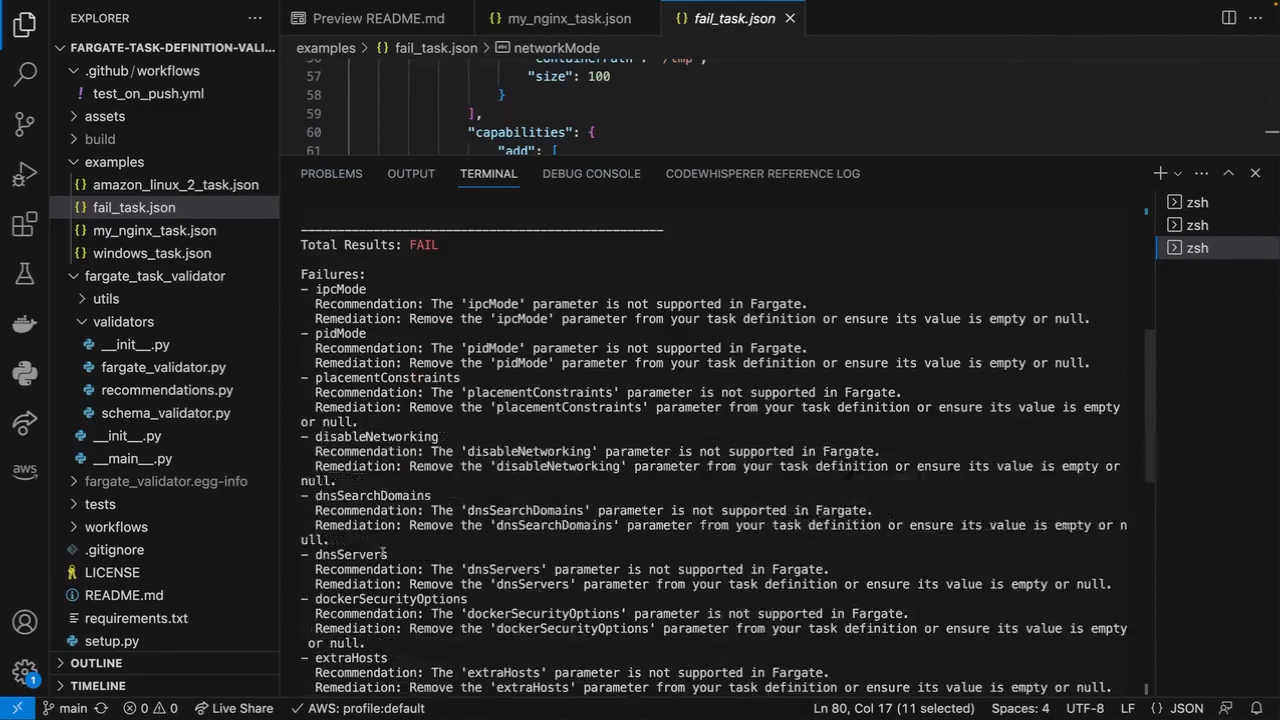 EXPLORER
FARGATE-TASK-DEFINITION-VALI...
.github/workflows
test_on_push.yml
assets
build
examples
amazon_linux_2_task.json
fail_task.json
my_nginx_task.json
windows_task.json
fargate_task_validator
utils
validators
__init__.py
fargate_validator.py
recommendations.py
schema_validator.py
__init__.py
__main__.py
fargate_validator.egg-info
tests
workflows
.gitignore
LICENSE
README.md
requirements.txt
setup.py
OUTLINE
TIMELINE
Preview README.md
my_nginx_task.json
fail_task.json
examples > fail_task.json > networkMode
56 "containerPath": "/tmp",
57 "size": 100
58 }
59 ],
60 "capabilities": {
61 "add": [
PROBLEMS OUTPUT TERMINAL DEBUG CONSOLE CODEWHISPERER REFERENCE LOG
zsh
zsh
zsh
Total Results: FAIL
Failures:
- ipcMode
Recommendation: The 'ipcMode' parameter is not supported in Fargate.
Remediation: Remove the 'ipcMode' parameter from your task definition or ensure its value is empty or null.
- pidMode
Recommendation: The 'pidMode' parameter is not supported in Fargate.
Remediation: Remove the 'pidMode' parameter from your task definition or ensure its value is empty or null.
- placementConstraints
Recommendation: The 'placementConstraints' parameter is not supported in Fargate.
Remediation: Remove the 'placementConstraints' parameter from your task definition or ensure its value is empty
or null.
- disableNetworking
Recommendation: The 'disableNetworking' parameter is not supported in Fargate.
Remediation: Remove the 'disableNetworking' parameter from your task definition or ensure its value is empty or
null.
- dnsSearchDomains
Recommendation: The 'dnsSearchDomains' parameter is not supported in Fargate.
Remediation: Remove the 'dnsSearchDomains' parameter from your task definition or ensure its value is empty or n
ull.
- dnsServers
Recommendation: The 'dnsServers' parameter is not supported in Fargate.
Remediation: Remove the 'dnsServers' parameter from your task definition or ensure its value is empty or null.
- dockerSecurityOptions
Recommendation: The 'dockerSecurityOptions' parameter is not supported in Fargate.
Remediation: Remove the 'dockerSecurityOptions' parameter from your task definition or ensure its value is empty
or null.
- extraHosts
Recommendation: The 'extraHosts' parameter is not supported in Fargate.
Remediation: Remove the 'extraHosts' parameter from your task definition or ensure its value is empty or null.
aws
1
main 0 0 Live Share AWS: profile:default Ln 80, Col 17 (11 selected) Spaces: 4 UTF-8 LF {} JSON